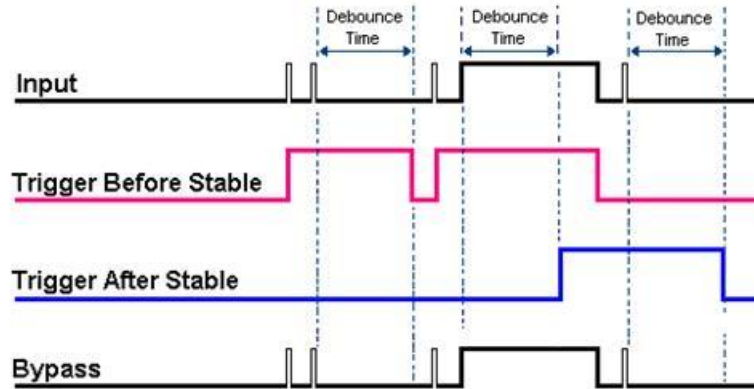 Debounce
Time
Debounce
Time
Debounce
Time
Input
Trigger Before Stable
Trigger After Stable
Bypass